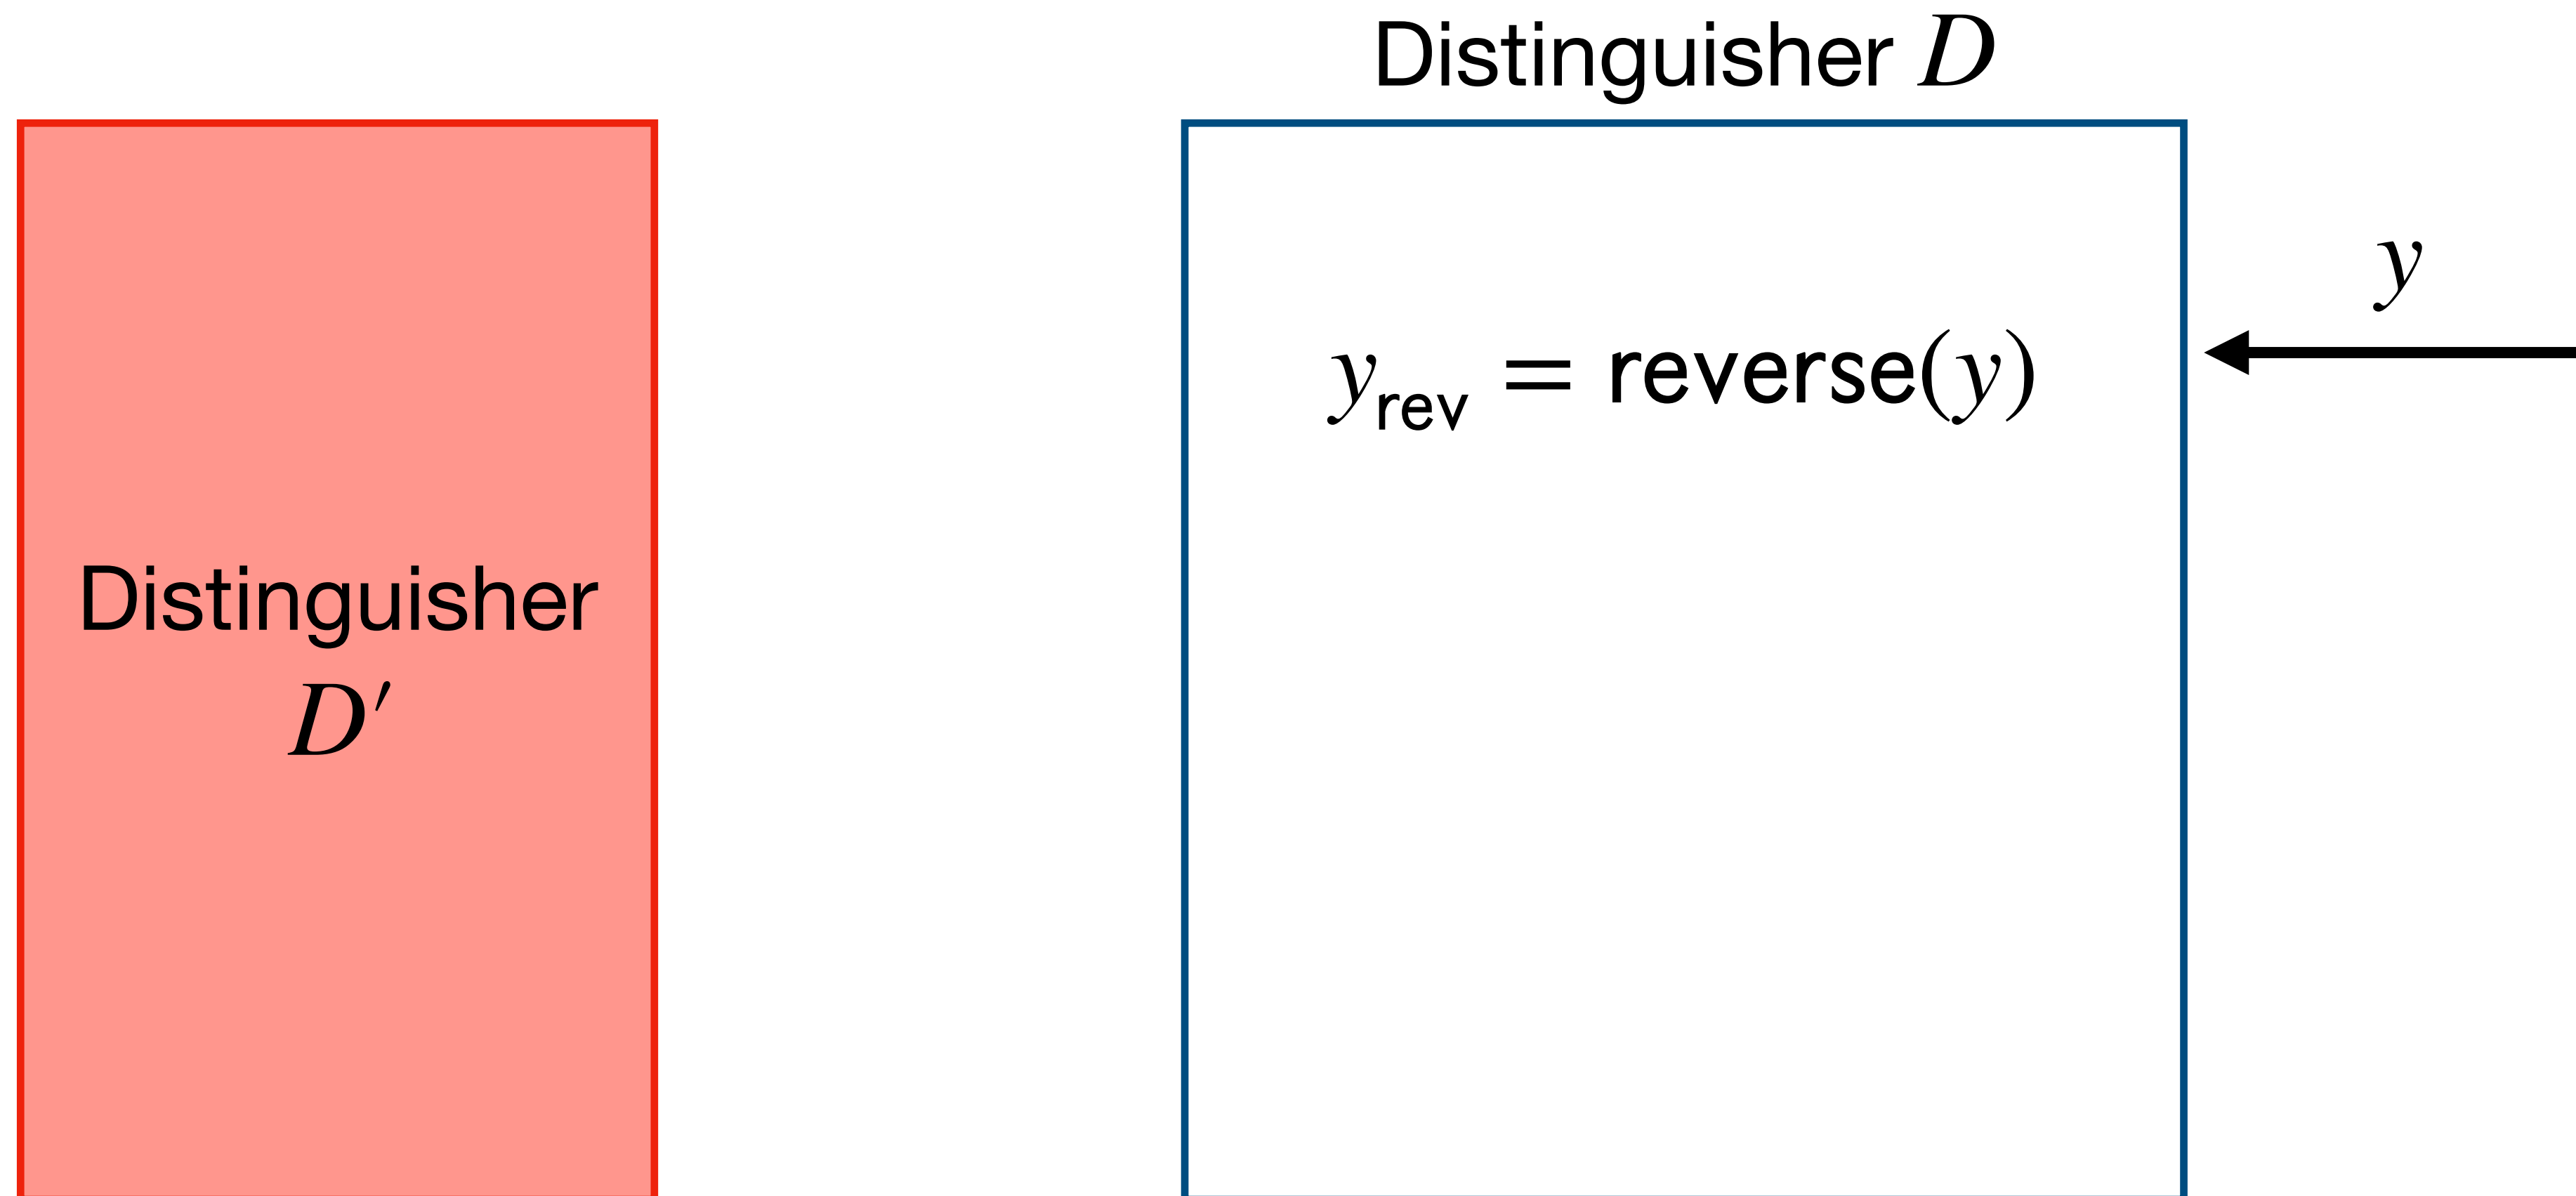 Distinguisher D
y
y_rev = reverse(y)
Distinguisher
D′